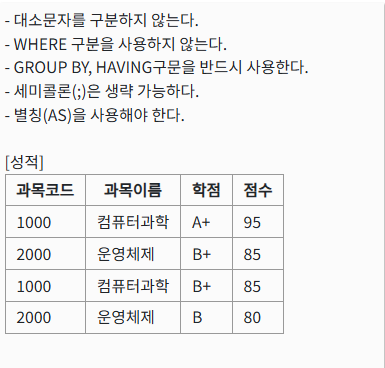 - 대소문자를 구분하지 않는다.
- WHERE 구분을 사용하지 않는다.
- GROUP BY, HAVING구문을 반드시 사용한다.
- 세미콜론(;)은 생략 가능하다.
- 별칭(AS)을 사용해야 한다.
[성적]
과목코드 과목이름 학점 점수
1000 컴퓨터과학 A+ 95
2000 운영체제 B+ 85
1000 컴퓨터과학 B+ 85
2000 운영체제 B 80